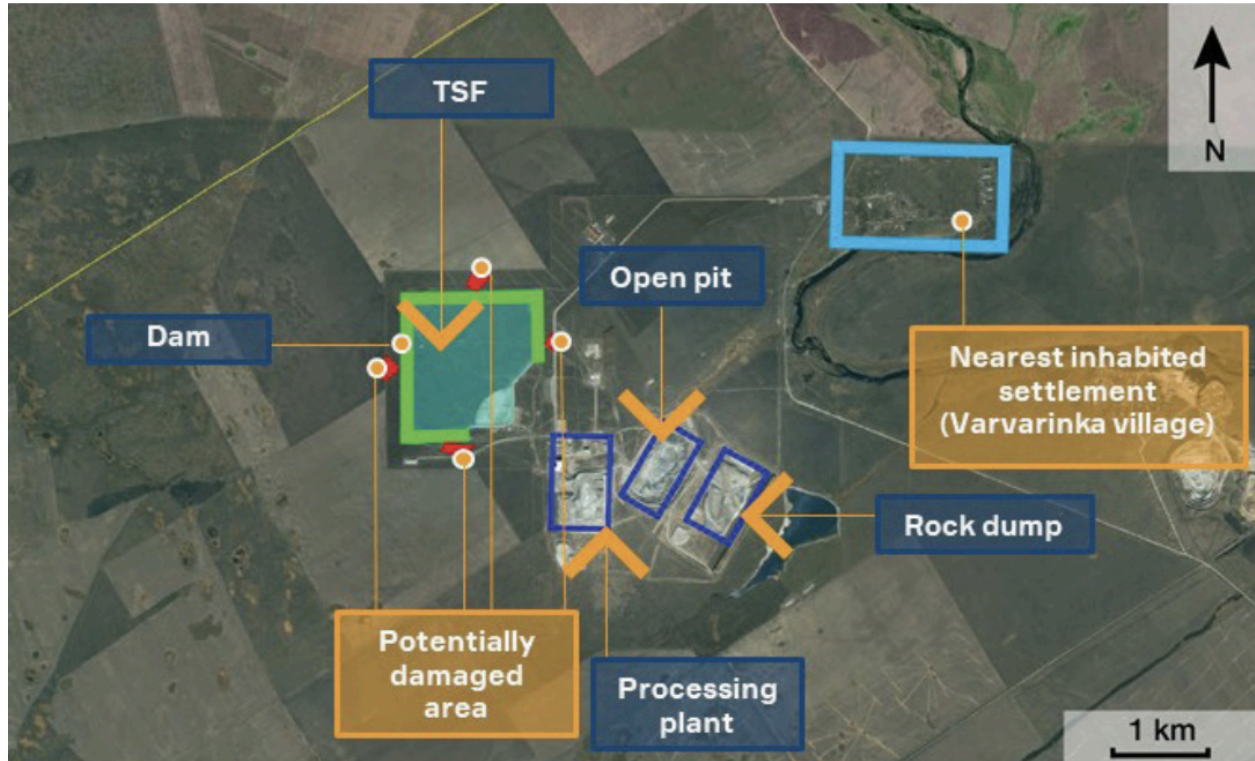 TSF
N
Open pit
Dam
Nearest inhabited
settlement
(Varvarinka village)
Rock dump
Potentially
damaged
area
Processing
plant
1 km